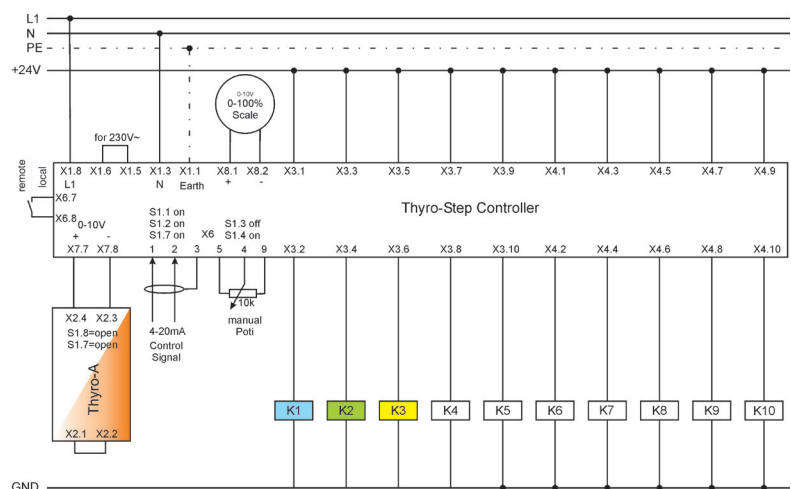 L1
N
PE
+24V
0-10V
0-100%
Scale
for 230V~
X1.8 X1.6 X1.5 X1.3 X1.1 X8.1 X8.2 X3.1 X3.3 X3.5 X3.7 X3.9 X4.1 X4.3 X4.5 X4.7 X4.9
L1 N Earth + -
remote
local
X6.7
X6.8
0-10V
+ -
S1.1 on
S1.2 on
S1.7 on
X6
S1.3 off
S1.4 on
Thyro-Step Controller
X7.7 X7.8 1 2 3 5 4 9 X3.2 X3.4 X3.6 X3.8 X3.10 X4.2 X4.4 X4.6 X4.8 X4.10
10k
manual
Poti
4-20mA
Control
Signal
X2.4 X2.3
S1.8=open
S1.7=open
Thyro-A
X2.1 X2.2
K1 K2 K3 K4 K5 K6 K7 K8 K9 K10
GND